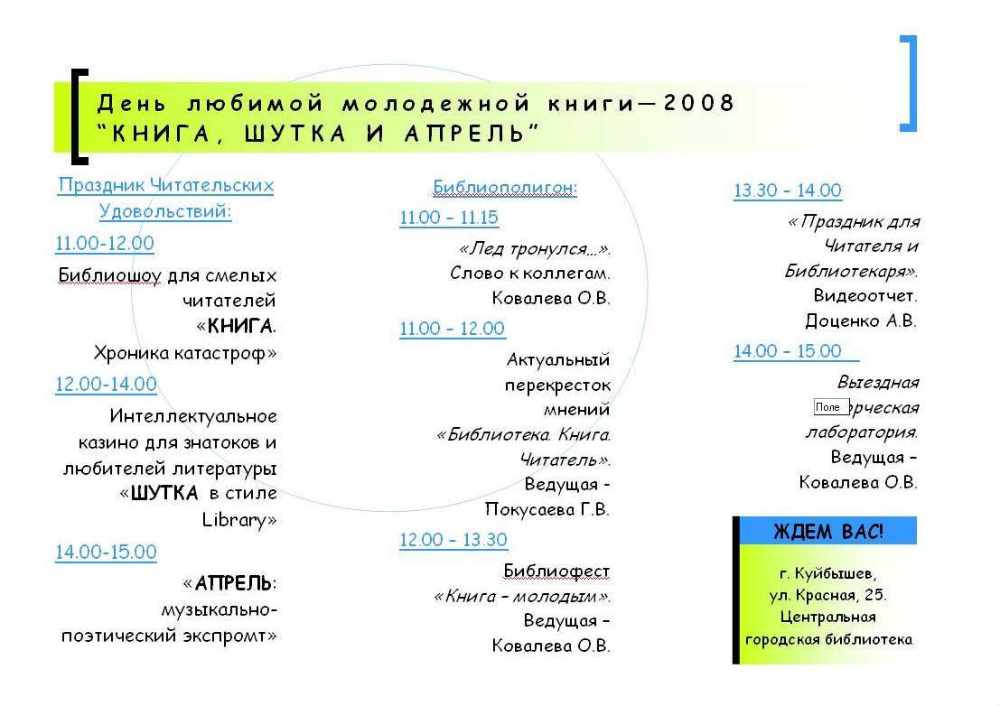 День любимой молодежной книги—2008
“КНИГА, ШУТКА И АПРЕЛЬ”
Праздник Читательских
Удовольствий:
11.00-12.00
Библиошоу для смелых
читателей
«КНИГА.
Хроника катастроф»
12.00-14.00
Интеллектуальное
казино для знатоков и
любителей литературы
«ШУТКА в стиле
Library»
14.00-15.00
«АПРЕЛЬ:
музыкально-
поэтический экспромт»
Библиополигон:
11.00 – 11.15
«Лед тронулся…».
Слово к коллегам.
Ковалева О.В.
11.00 – 12.00
Актуальный
перекресток
мнений
«Библиотека. Книга.
Читатель».
Ведущая -
Покусаева Г.В.
12.00 – 13.30
Библиофест
«Книга – молодым».
Ведущая –
Ковалева О.В.
13.30 – 14.00
«Праздник для
Читателя и
Библиотекаря».
Видеоотчет.
Доценко А.В.
14.00 – 15.00
Выездная
Поле рческая
лаборатория.
Ведущая –
Ковалева О.В.
ЖДЕМ ВАС!
г. Куйбышев,
ул. Красная, 25.
Центральная
городская библиотека